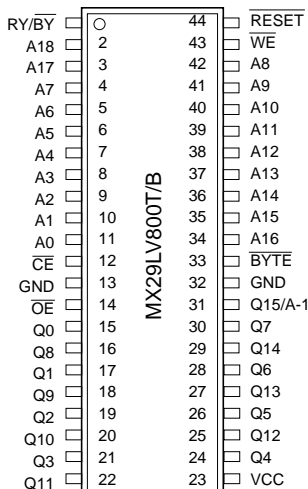 RY/BY 44 RESET
A18 2 43 WE
A17 3 42 A8
A7 4 41 A9
A6 5 40 A10
A5 6 39 A11
A4 7 38 A12
A3 8 37 A13
A2 9 36 A14
A1 10 35 A15
A0 11 34 A16
CE 12 33 BYTE
GND 13 32 GND
OE 14 31 Q15/A-1
Q0 15 30 Q7
Q8 16 29 Q14
Q1 17 28 Q6
Q9 18 27 Q13
Q2 19 26 Q5
Q10 20 25 Q12
Q3 21 24 Q4
Q11 22 23 VCC
MX29LV800T/B